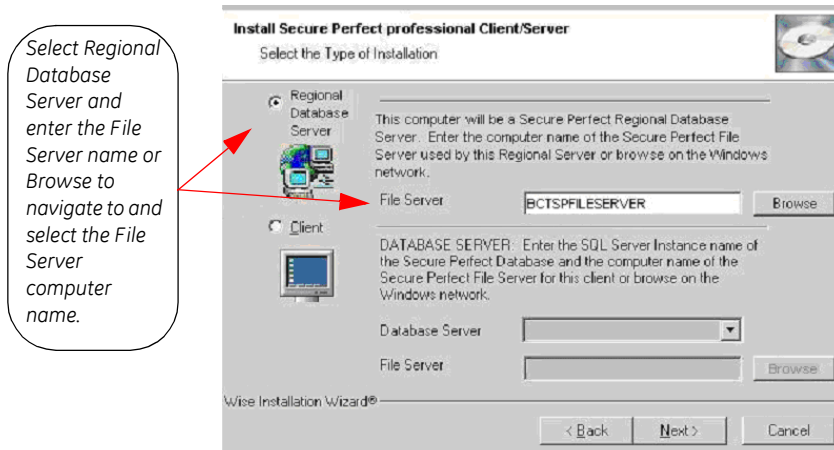 Select Regional
Database
Server and
enter the File
Server name or
Browse to
navigate to and
select the File
Server
computer
name.
Install Secure Perfect professional Client/Server
Select the Type of Installation
Regional
Database
Server
This computer will be a Secure Perfect Regional Database
Server. Enter the computer name of the Secure Perfect File
Server used by this Regional Server or browse on the Windows
network.
File Server
BCTSPFILESERVER
Browse
Client
DATABASE SERVER: Enter the SQL Server Instance name of
the Secure Perfect Database and the computer name of the
Secure Perfect File Server for this client or browse on the
Windows network.
Database Server
File Server
Browse
Wise Installation Wizard®
< Back
Next >
Cancel